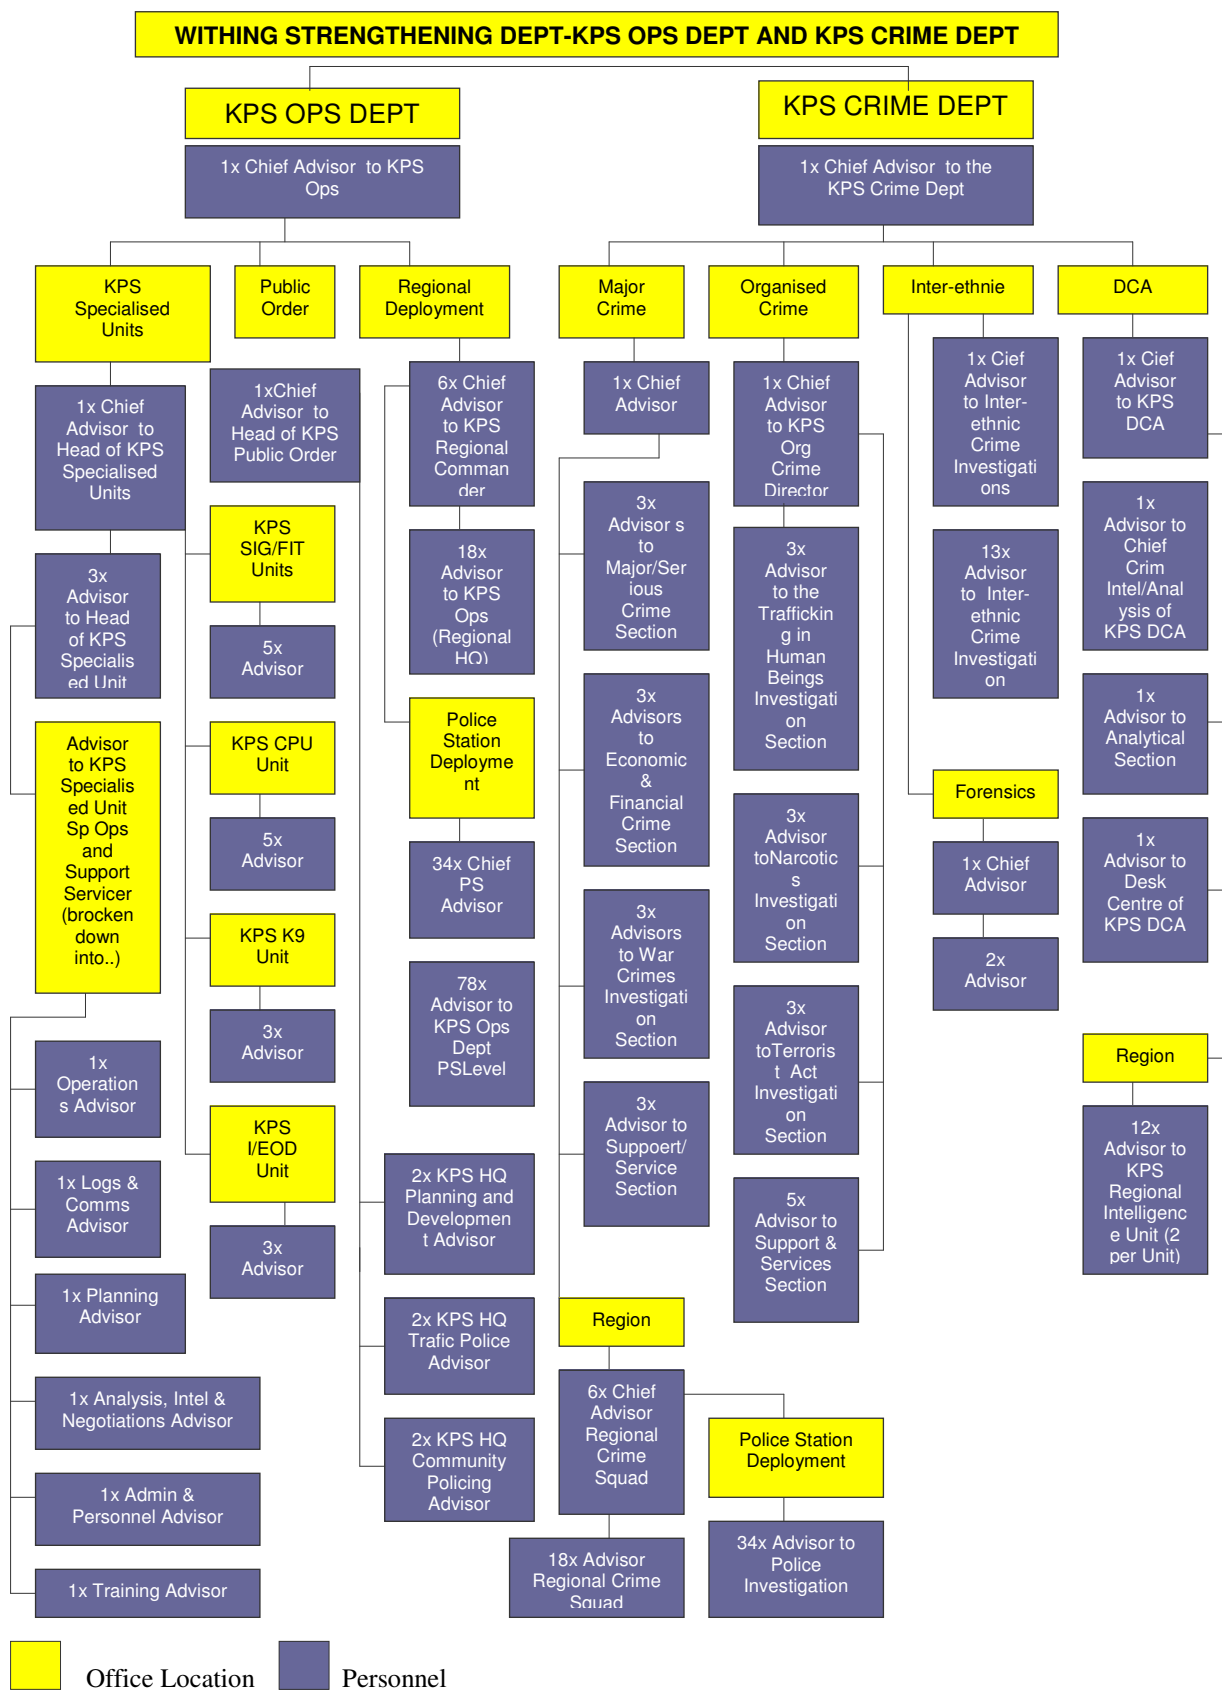 WITHING STRENGTHENING DEPT-KPS OPS DEPT AND KPS CRIME DEPT
KPS OPS DEPT
1x Chief Advisor to KPS
Ops
KPS CRIME DEPT
1x Chief Advisor to the
KPS Crime Dept
KPS
Specialised
Units
Public
Order
Regional
Deployment
Major
Crime
Organised
Crime
Inter-ethnie
DCA
1x Chief
Advisor to
Head of KPS
Specialised
Units
3x
Advisor
to Head
of KPS
Specialis
ed Unit
Advisor
to KPS
Specialis
ed Unit
Sp Ops
and
Support
Servicer
(brocken
down
into..)
1x
Operation
s Advisor
1x Logs &
Comms
Advisor
1x Planning
Advisor
1x Analysis, Intel &
Negotiations Advisor
1x Admin &
Personnel Advisor
1x Training Advisor
1xChief
Advisor to
Head of KPS
Public Order
KPS
SIG/FIT
Units
5x
Advisor
KPS CPU
Unit
5x
Advisor
KPS K9
Unit
3x
Advisor
KPS
I/EOD
Unit
3x
Advisor
6x Chief
Advisor
to KPS
Regional
Comman
der
18x
Advisor
to KPS
Ops
(Regional
HQ)
Police
Station
Deployme
nt
34x Chief
PS
Advisor
78x
Advisor to
KPS Ops
Dept
PSLevel
2x KPS HQ
Planning and
Developmen
t Advisor
2x KPS HQ
Trafic Police
Advisor
2x KPS HQ
Community
Policing
Advisor
1x Chief
Advisor
3x
Advisor s
to
Major/Ser
ious
Crime
Section
3x
Advisors
to
Economic
&
Financial
Crime
Section
3x
Advisors
to War
Crimes
Investigati
on
Section
3x
Advisor to
Suppoert/
Service
Section
Region
6x Chief
Advisor
Regional
Crime
Squad
18x Advisor
Regional Crime
Squad
Police Station
Deployment
34x Advisor to
Police
Investigation
1x Chief
Advisor
to KPS
Org
Crime
Director
3x
Advisor
to the
Traffickin
g in
Human
Beings
Investigati
on
Section
3x
Advisor
toNarcotic
s
Investigati
on
Section
3x
Advisor
toTerroris
t Act
Investigati
on
Section
5x
Advisor to
Support &
Services
Section
1x Cief
Advisor
to Inter-
ethnic
Crime
Investigati
ons
13x
Advisor
to Inter-
ethnic
Crime
Investigati
on
Forensics
1x Chief
Advisor
2x
Advisor
1x Cief
Advisor
to KPS
DCA
1x
Advisor to
Chief
Crim
Intel/Anal
ysis of
KPS DCA
1x
Advisor to
Analytical
Section
1x
Advisor to
Desk
Centre of
KPS DCA
Region
12x
Advisor to
KPS
Regional
Intelligenc
e Unit (2
per Unit)
Office Location
Personnel